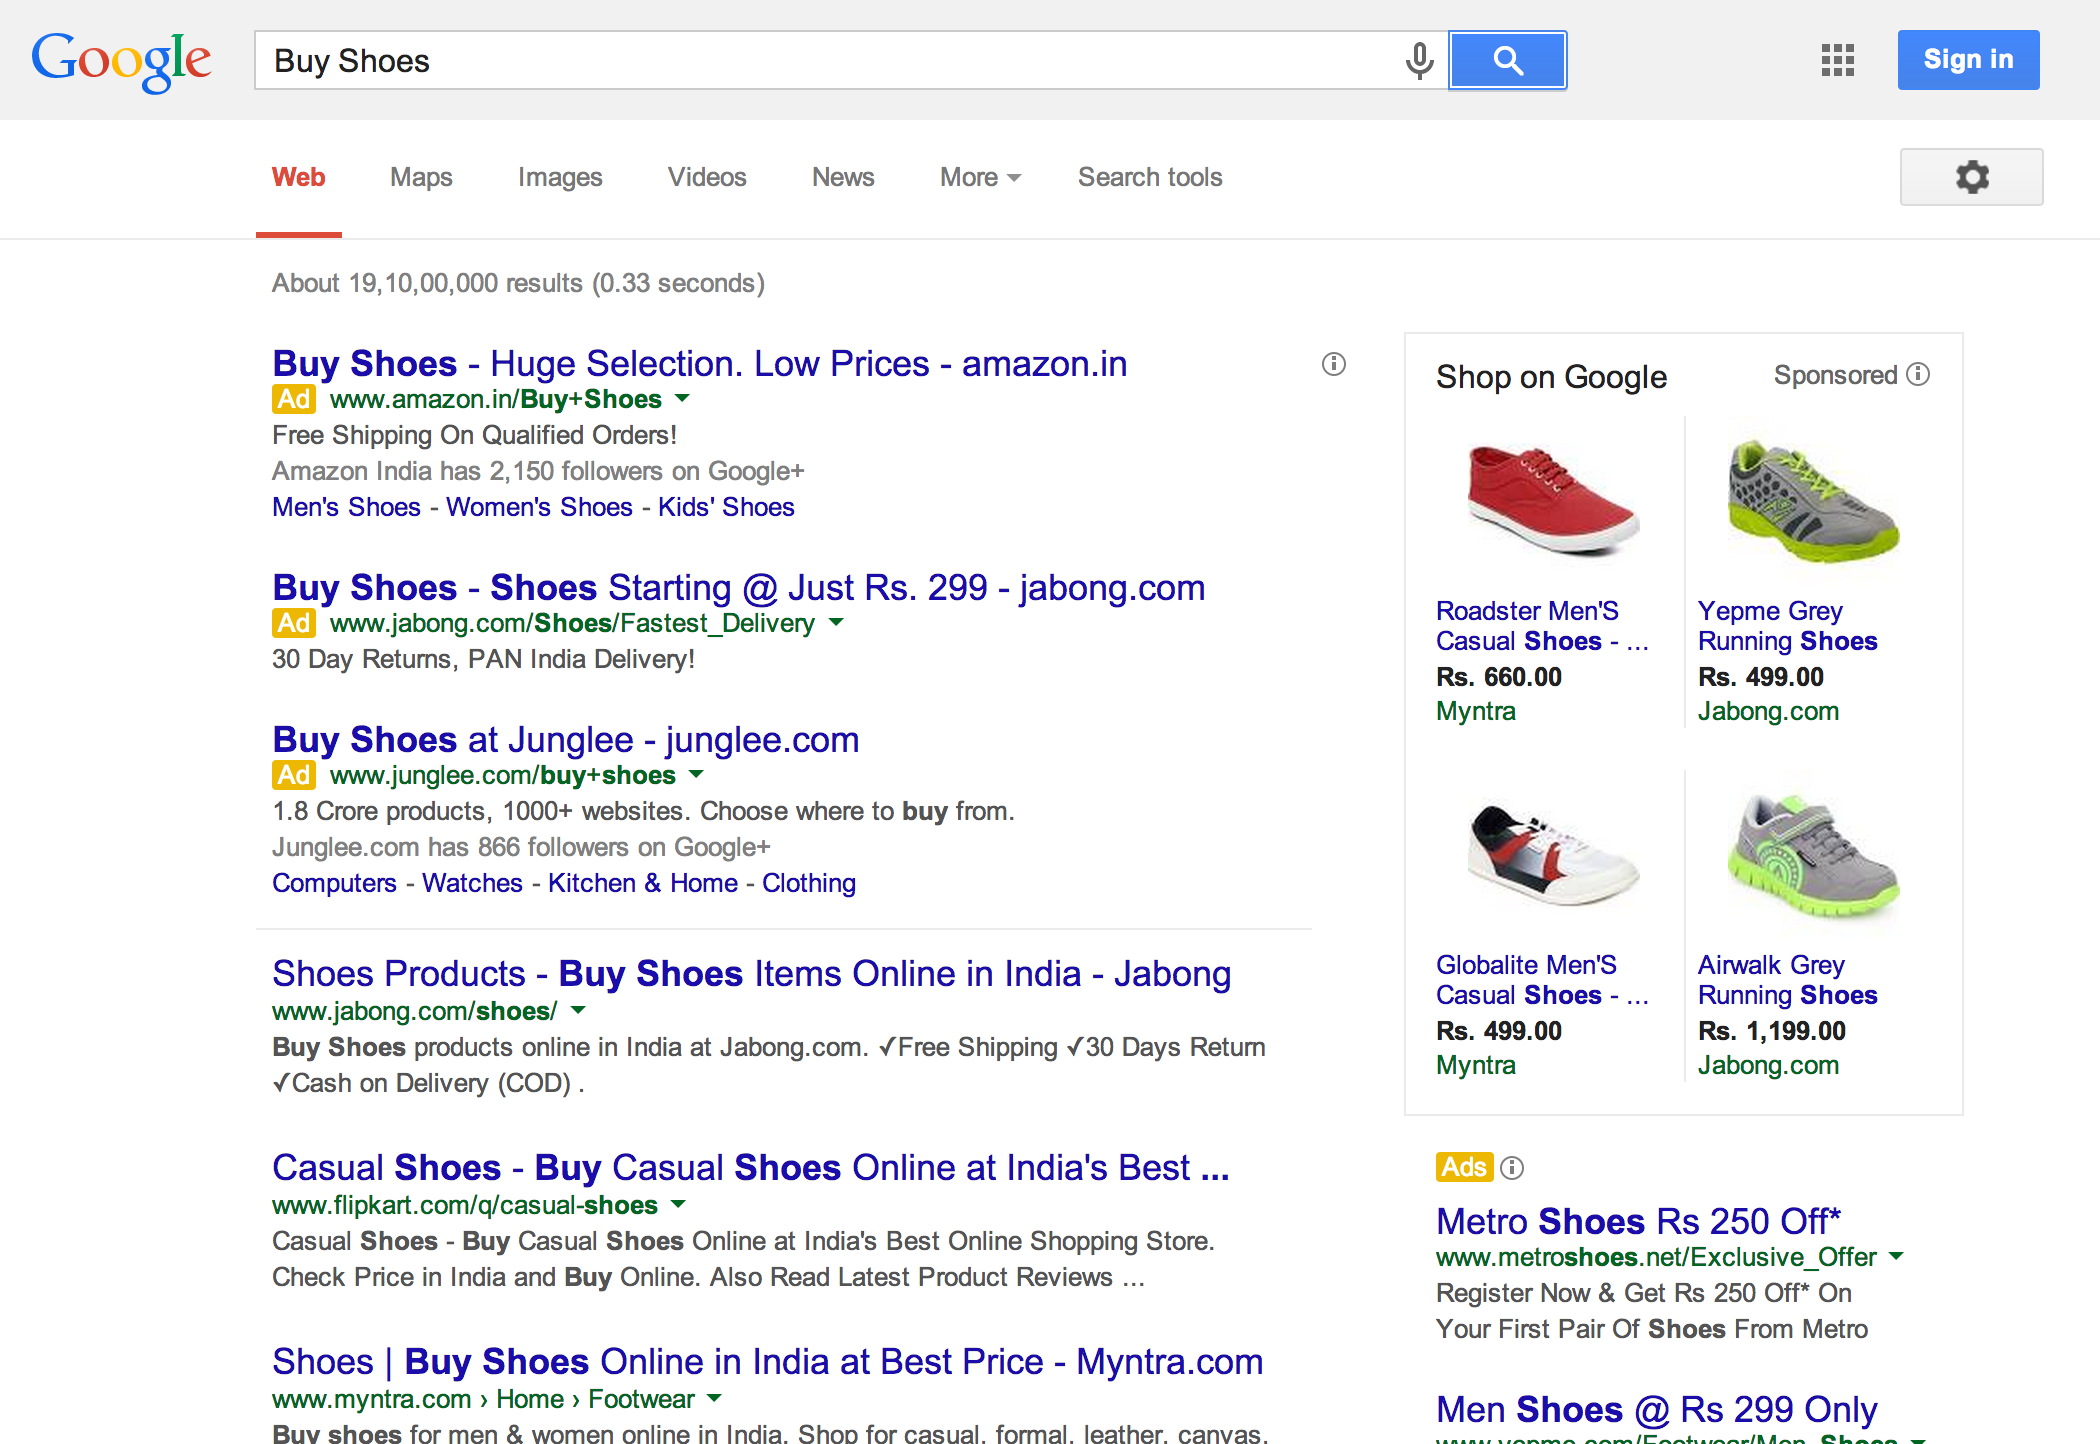 Google
Buy Shoes
Sign in
Web Maps Images Videos News More Search tools
About 19,10,00,000 results (0.33 seconds)
Buy Shoes - Huge Selection. Low Prices - amazon.in
Ad www.amazon.in/Buy+Shoes
Free Shipping On Qualified Orders!
Amazon India has 2,150 followers on Google+
Men's Shoes - Women's Shoes - Kids' Shoes
Buy Shoes - Shoes Starting @ Just Rs. 299 - jabong.com
Ad www.jabong.com/Shoes/Fastest_Delivery
30 Day Returns, PAN India Delivery!
Buy Shoes at Junglee - junglee.com
Ad www.junglee.com/buy+shoes
1.8 Crore products, 1000+ websites. Choose where to buy from.
Junglee.com has 866 followers on Google+
Computers - Watches - Kitchen & Home - Clothing
Shoes Products - Buy Shoes Items Online in India - Jabong
www.jabong.com/shoes/
Buy Shoes products online in India at Jabong.com. ✓Free Shipping ✓30 Days Return
✓Cash on Delivery (COD) .
Casual Shoes - Buy Casual Shoes Online at India's Best ...
www.flipkart.com/q/casual-shoes
Casual Shoes - Buy Casual Shoes Online at India's Best Online Shopping Store.
Check Price in India and Buy Online. Also Read Latest Product Reviews ...
Shoes | Buy Shoes Online in India at Best Price - Myntra.com
www.myntra.com › Home › Footwear
Buy shoes for men & women online in India. Shop for casual, formal, leather, canvas,
Shop on Google Sponsored
Roadster Men'S
Casual Shoes - ...
Rs. 660.00
Myntra
Yepme Grey
Running Shoes
Rs. 499.00
Jabong.com
Globalite Men'S
Casual Shoes - ...
Rs. 499.00
Myntra
Airwalk Grey
Running Shoes
Rs. 1,199.00
Jabong.com
Ads
Metro Shoes Rs 250 Off*
www.metroshoes.net/Exclusive_Offer
Register Now & Get Rs 250 Off* On
Your First Pair Of Shoes From Metro
Men Shoes @ Rs 299 Only
www.yepme.com/Footwear/Men_Shoes